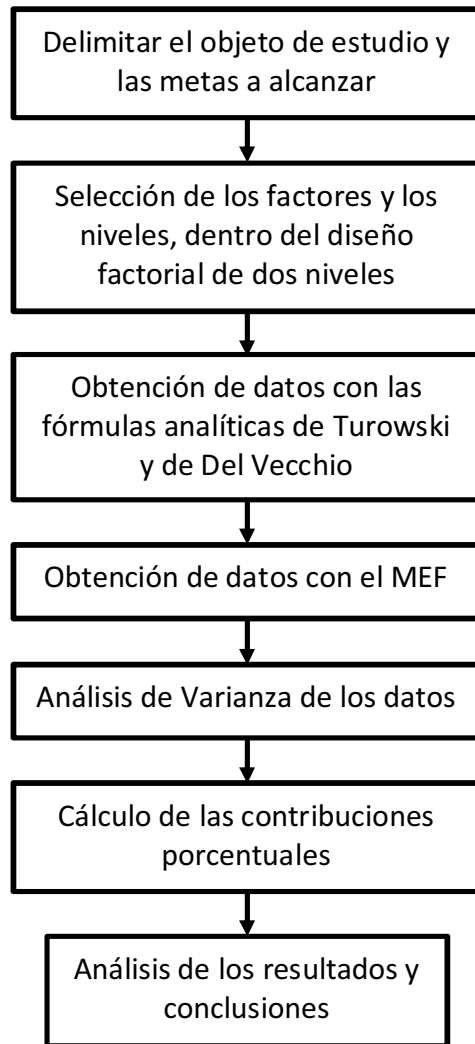 Delimitar el objeto de estudio y
las metas a alcanzar
Selección de los factores y los
niveles, dentro del diseño
factorial de dos niveles
Obtención de datos con las
fórmulas analíticas de Turowski
y de Del Vecchio
Obtención de datos con el MEF
Análisis de Varianza de los datos
Cálculo de las contribuciones
porcentuales
Análisis de los resultados y
conclusiones